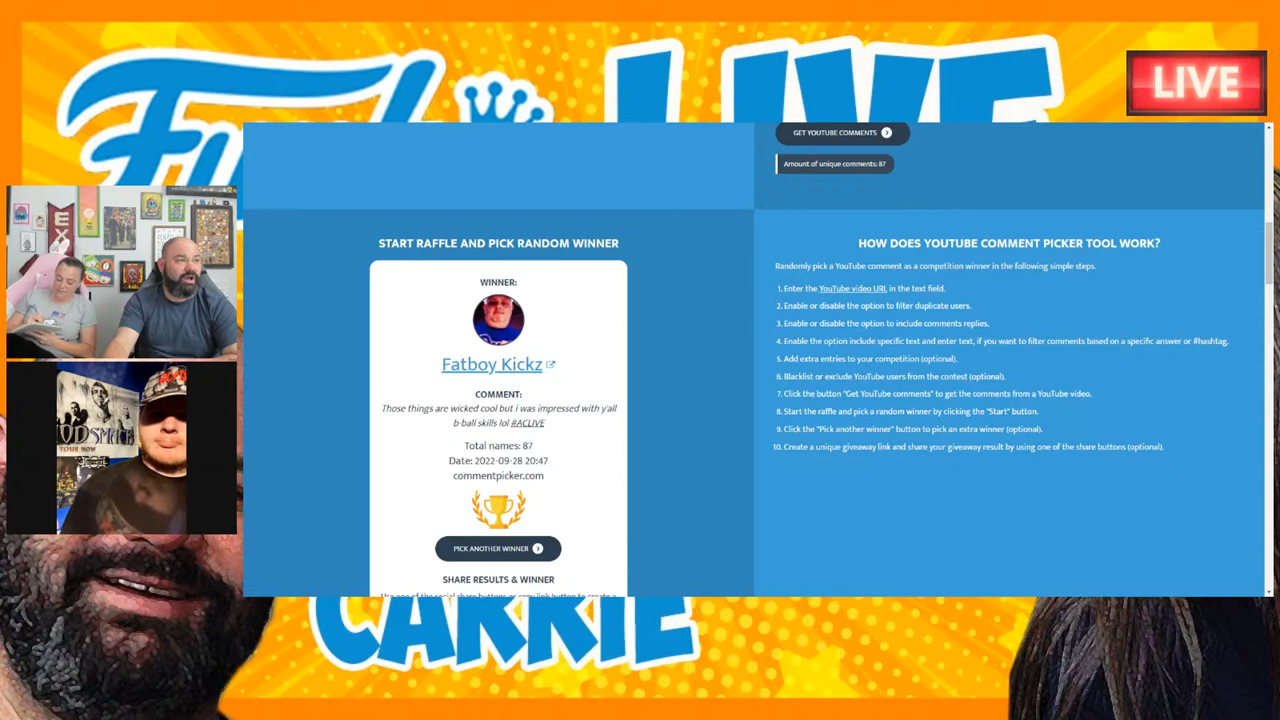 LIVE
LIVE
GET YOUTUBE COMMENTS
Amount of unique comments: 87
START RAFFLE AND PICK RANDOM WINNER
WINNER:
Fatboy Kickz
COMMENT:
Those things are wicked cool but i was impressed with y'all
b-ball skills lol #ACLIVE
Total names: 87
Date: 2022-09-28 20:47
commentpicker.com
PICK ANOTHER WINNER
SHARE RESULTS & WINNER
HOW DOES YOUTUBE COMMENT PICKER TOOL WORK?
Randomly pick a YouTube comment as a competition winner in the following simple steps.
1. Enter the YouTube video URL in the text field.
2. Enable or disable the option to filter duplicate users.
3. Enable or disable the option to include comments replies.
4. Enable the option include specific text and enter text, if you want to filter comments based on a specific answer or #hashtag.
5. Add extra entries to your competition (optional).
6. Blacklist or exclude YouTube users from the contest (optional).
7. Click the button "Get YouTube comments" to get the comments from a YouTube video.
8. Start the raffle and pick a random winner by clicking the "Start" button.
9. Click the "Pick another winner" button to pick an extra winner (optional).
10. Create a unique giveaway link and share your giveaway result by using one of the share buttons (optional).
TOUR NOW
CARRIE